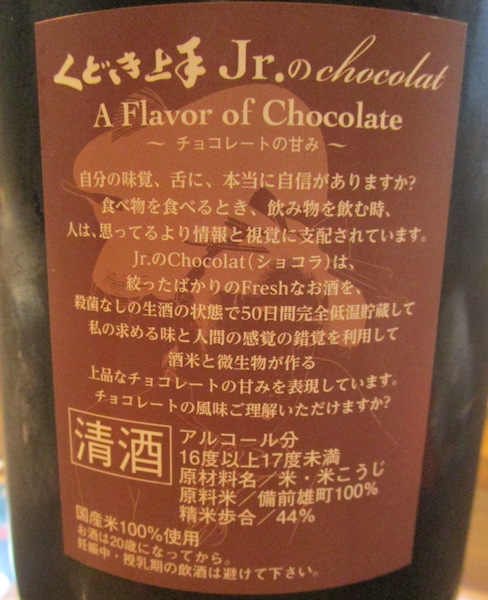 くどき上手 Jr.のchocolat
A Flavor of Chocolate
～ チョコレートの甘み ～
自分の味覚、舌に、本当に自信がありますか?
食べ物を食べるとき、飲み物を飲む時、
人は、思ってるより情報と視覚に支配されています。
Jr.のChocolat(ショコラ)は、
絞ったばかりのFreshなお酒を、
殺菌なしの生酒の状態で50日間完全低温貯蔵して
私の求める味と人間の感覚の錯覚を利用して
酒米と微生物が作る
上品なチョコレートの甘みを表現しています。
チョコレートの風味ご理解いただけますか?
清酒
アルコール分
16度以上17度未満
原材料名／米・米こうじ
原料米／備前雄町100%
精米歩合／44%
国産米100%使用
お酒は20歳になってから。
妊娠中・授乳期の飲酒は避けて下さい。